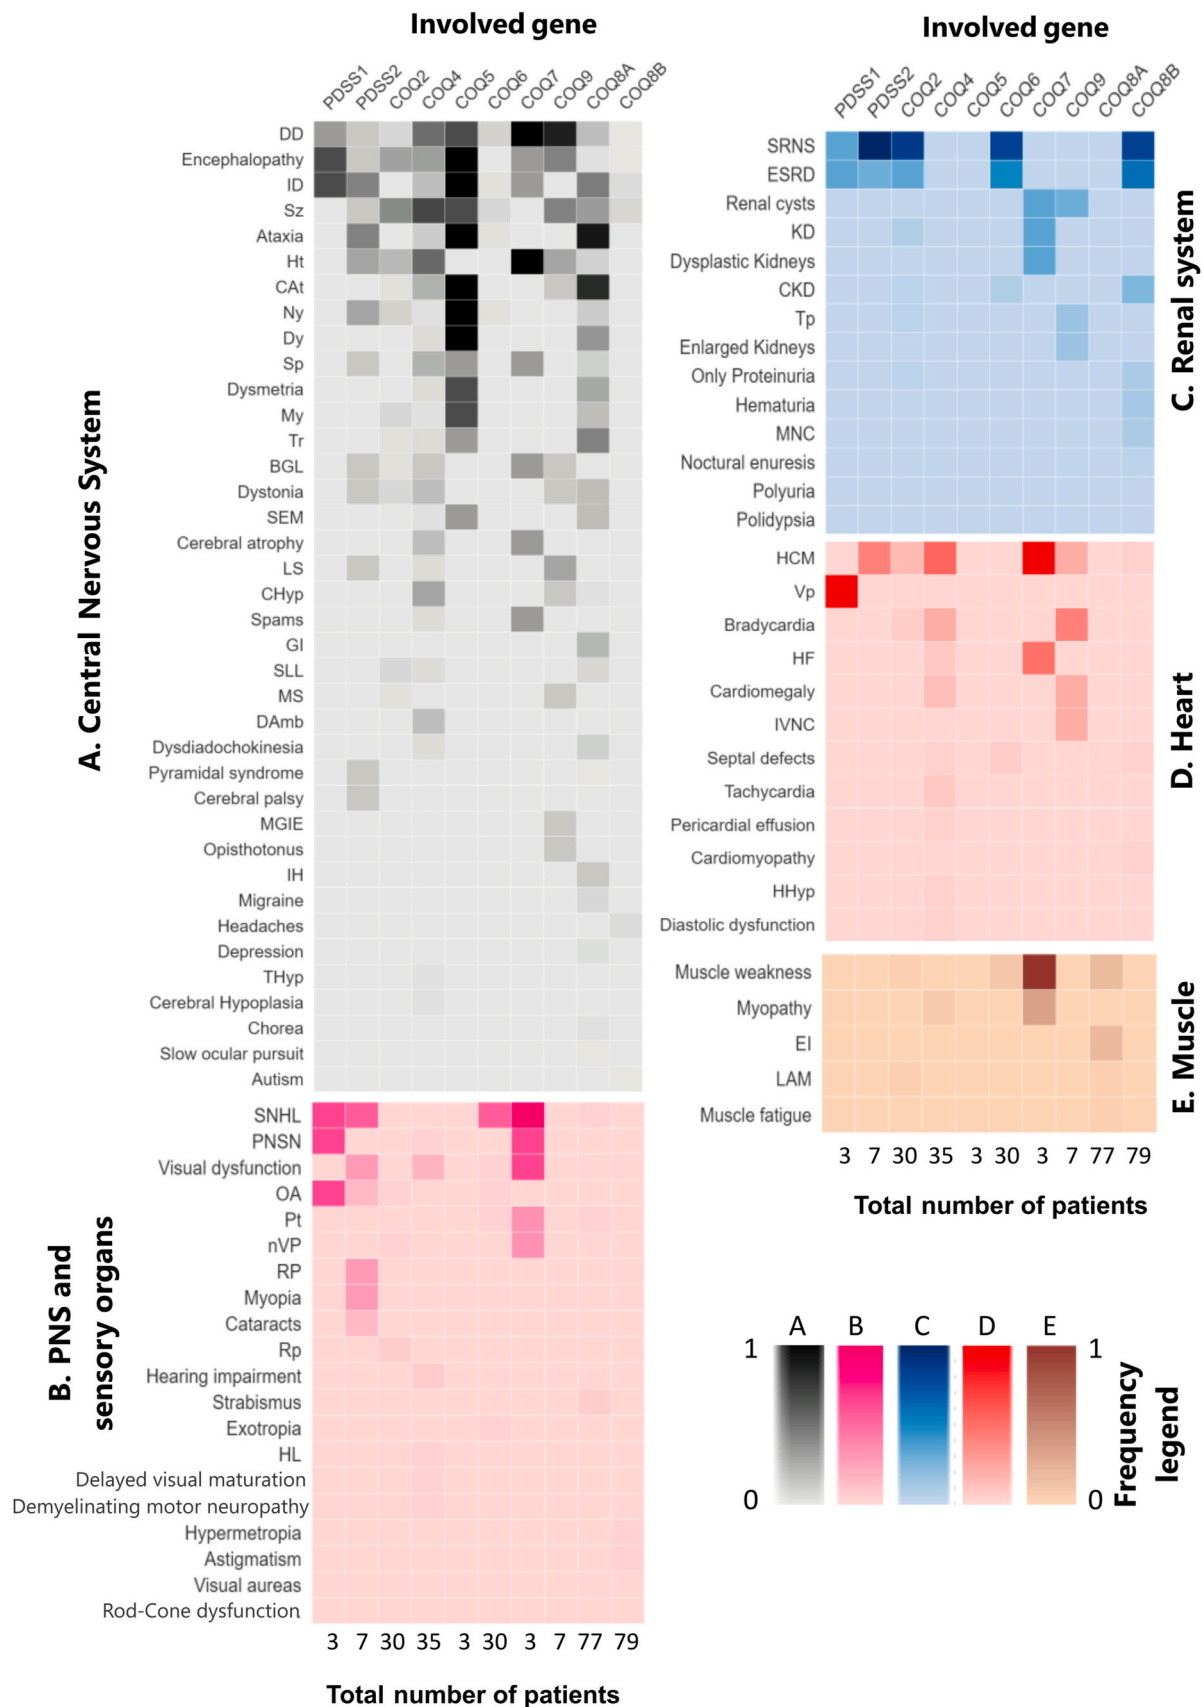 Involved gene
PDSS1 PDSS2 COQ2 COQ4 COQ5 COQ6 COQ7 COQ9 COQ8A COQ8B
A. Central Nervous System
DD
Encephalopathy
ID
Sz
Ataxia
Ht
CAt
Ny
Dy
Sp
Dysmetria
My
Tr
BGL
Dystonia
SEM
Cerebral atrophy
LS
CHyp
Spams
GI
SLL
MS
DAmb
Dysdiadochokinesia
Pyramidal syndrome
Cerebral palsy
MGIE
Opisthotonus
IH
Migraine
Headaches
Depression
THyp
Cerebral Hypoplasia
Chorea
Slow ocular pursuit
Autism
B. PNS and
sensory organs
SNHL
PNSN
Visual dysfunction
OA
Pt
nVP
RP
Myopia
Cataracts
Rp
Hearing impairment
Strabismus
Exotropia
HL
Delayed visual maturation
Demyelinating motor neuropathy
Hypermetropia
Astigmatism
Visual aureas
Rod-Cone dysfunction
3 7 30 35 3 30 3 7 77 79
Total number of patients
Involved gene
PDSS1 PDSS2 COQ2 COQ4 COQ5 COQ6 COQ7 COQ9 COQ8A COQ8B
C. Renal system
SRNS
ESRD
Renal cysts
KD
Dysplastic Kidneys
CKD
Tp
Enlarged Kidneys
Only Proteinuria
Hematuria
MNC
Noctural enuresis
Polyuria
Polidypsia
D. Heart
HCM
Vp
Bradycardia
HF
Cardiomegaly
IVNC
Septal defects
Tachycardia
Pericardial effusion
Cardiomyopathy
HHyp
Diastolic dysfunction
E. Muscle
Muscle weakness
Myopathy
EI
LAM
Muscle fatigue
3 7 30 35 3 30 3 7 77 79
Total number of patients
A B C D E
1 1
0 0
Frequency
legend